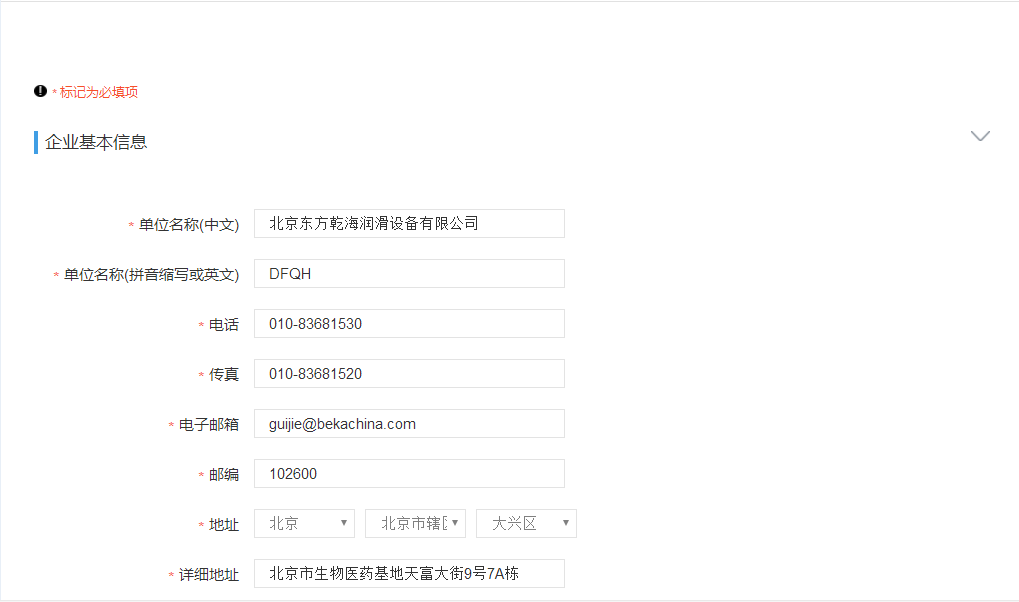 * 标记为必填项
企业基本信息
* 单位名称(中文) 北京东方乾海润滑设备有限公司
* 单位名称(拼音缩写或英文) DFQH
* 电话 010-83681530
* 传真 010-83681520
* 电子邮箱 guijie@bekachina.com
* 邮编 102600
* 地址 北京 北京市辖 大兴区
* 详细地址 北京市生物医药基地天富大街9号7A栋